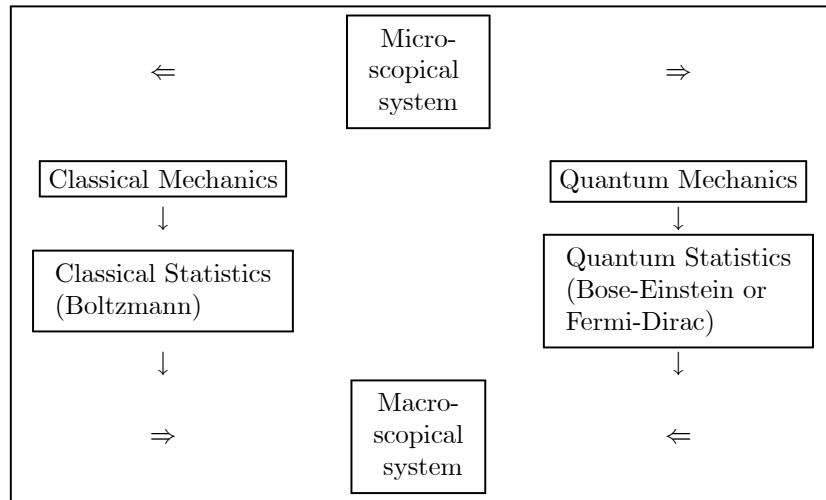 Micro-
scopical
system
⇐
⇒
Classical Mechanics
Quantum Mechanics
↓
↓
Classical Statistics
(Boltzmann)
Quantum Statistics
(Bose-Einstein or
Fermi-Dirac)
↓
↓
Macro-
scopical
system
⇒
⇐